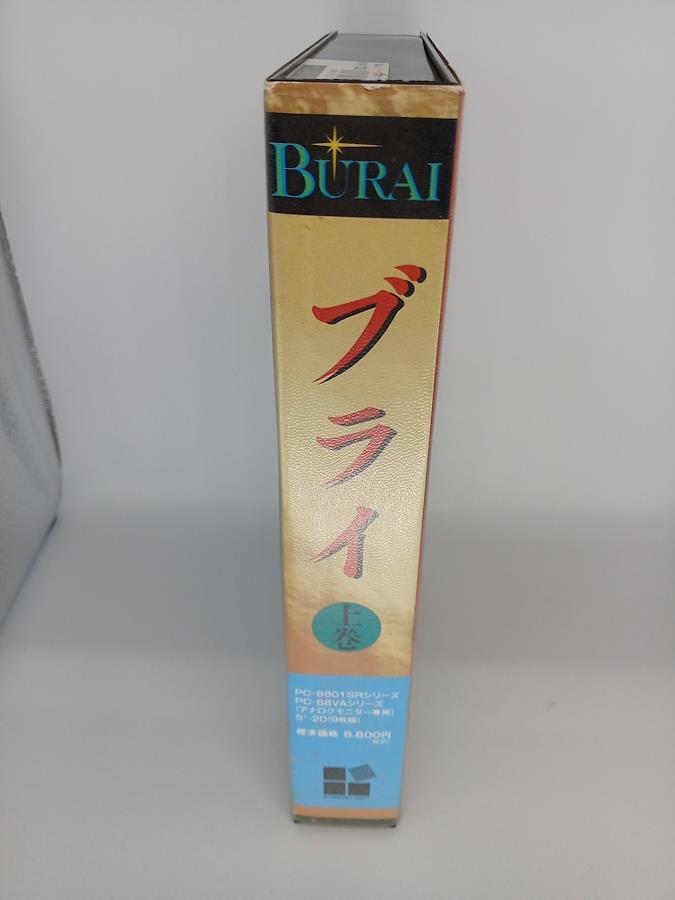 BURAI
ブライ
上巻
PC-8801SRシリーズ
PC-88VAシリーズ
(アナログモニター専用)
5"-2D(9枚組)
標準価格 8,800円
(税別)